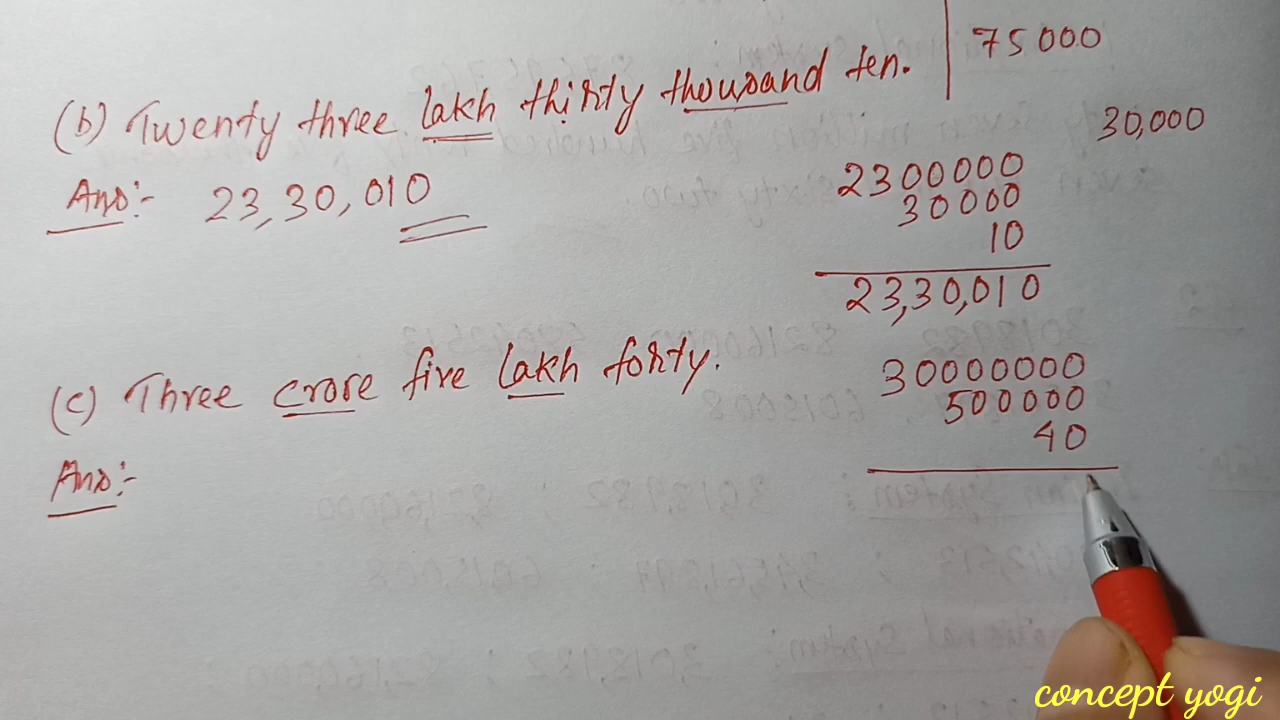 75000
(b) Twenty three lakh thirty thousand ten.
30,000
Ans:- 23,30,010
2300000
30000
10
23,30,010
(c) Three crore five lakh forty.
30000000
500000
40
Ans:-
concept yogi